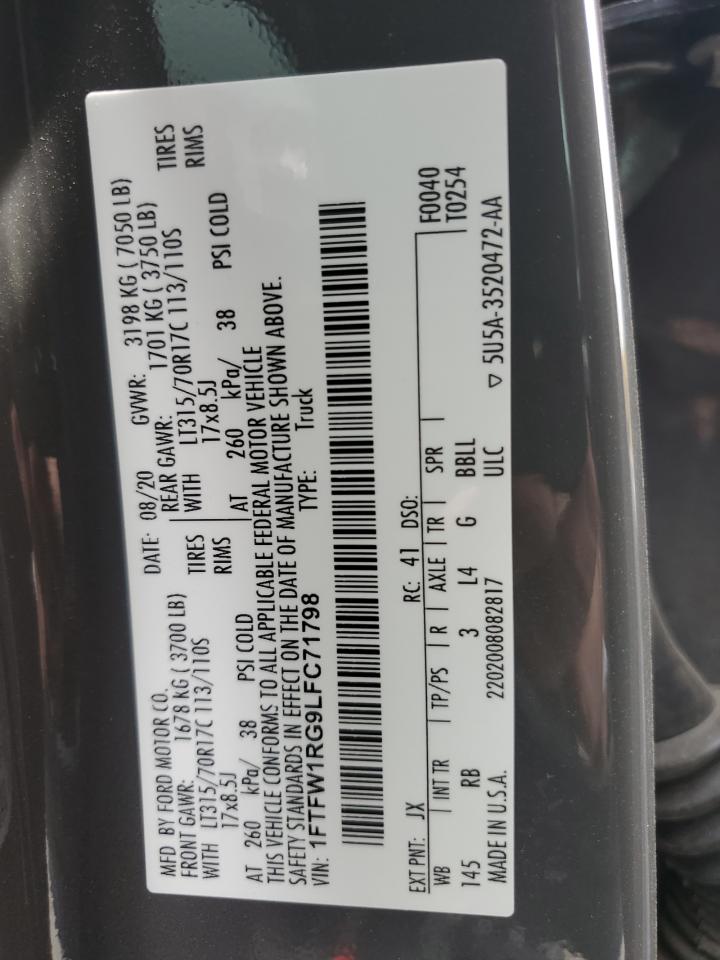 MFD BY FORD MOTOR CO. DATE: 08/20 GVWR: 3198 KG ( 7050 LB)
FRONT GAWR: 1678 KG ( 3700 LB) REAR GAWR: 1701 KG ( 3750 LB)
WITH LT315/70R17C 113/110S TIRES WITH LT315/70R17C 113/110S TIRES
17x8.5J RIMS 17x8.5J RIMS
AT 260 kPa/ 38 PSI COLD AT 260 kPa/ 38 PSI COLD
THIS VEHICLE CONFORMS TO ALL APPLICABLE FEDERAL MOTOR VEHICLE
SAFETY STANDARDS IN EFFECT ON THE DATE OF MANUFACTURE SHOWN ABOVE.
VIN: 1FTFW1RG9LFC71798 TYPE: Truck
EXT PNT: JX RC: 41 DSO: F0040
WB INT TR TP/PS R AXLE TR SPR T0254
145 RB 3 L4 G BBLL
MADE IN U.S.A. 2202008082817 ULC ▽ 5U5A-3520472-AA